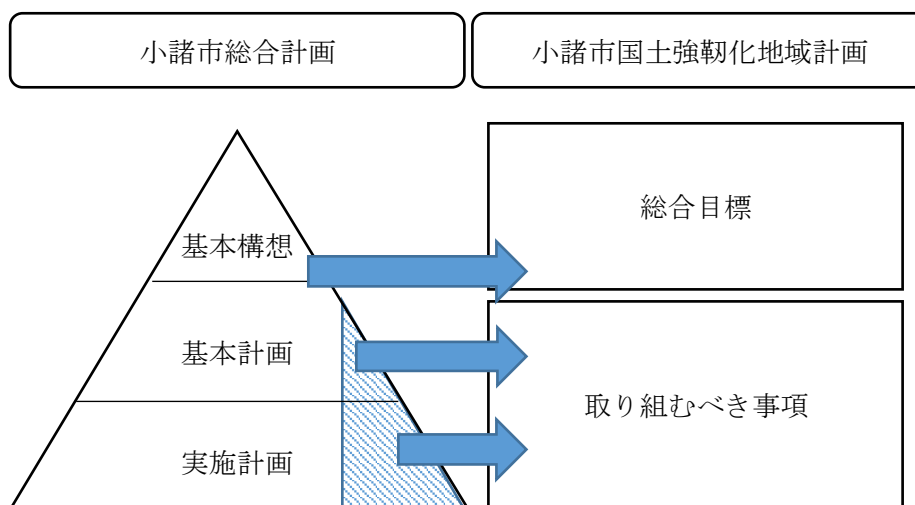 小諸市総合計画
小諸市国土強靱化地域計画
基本構想
総合目標
基本計画
取り組むべき事項
実施計画